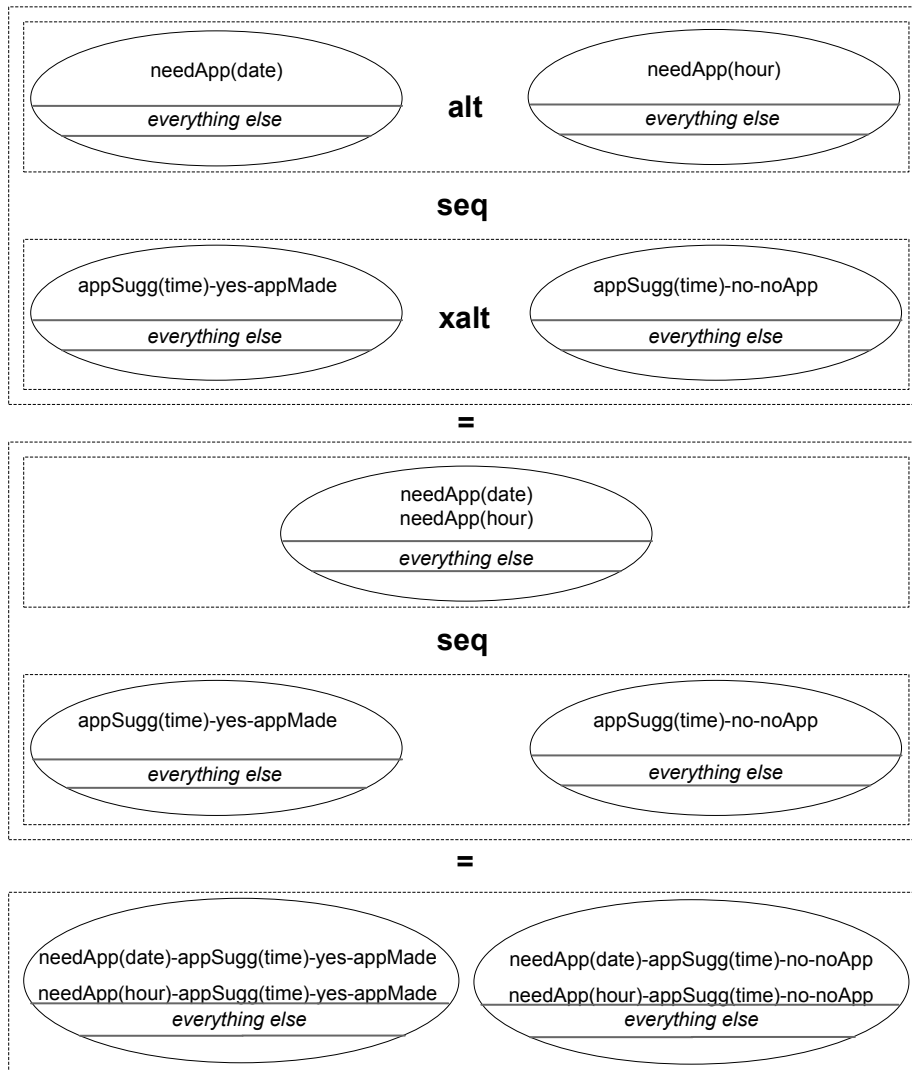 needApp(date)
needApp(hour)
everything else
alt
everything else
seq
appSugg(time)-yes-appMade
appSugg(time)-no-noApp
everything else
xalt
everything else
=
needApp(date)
needApp(hour)
everything else
seq
appSugg(time)-yes-appMade
appSugg(time)-no-noApp
everything else
everything else
=
needApp(date)-appSugg(time)-yes-appMade
needApp(date)-appSugg(time)-no-noApp
needApp(hour)-appSugg(time)-yes-appMade
needApp(hour)-appSugg(time)-no-noApp
everything else
everything else